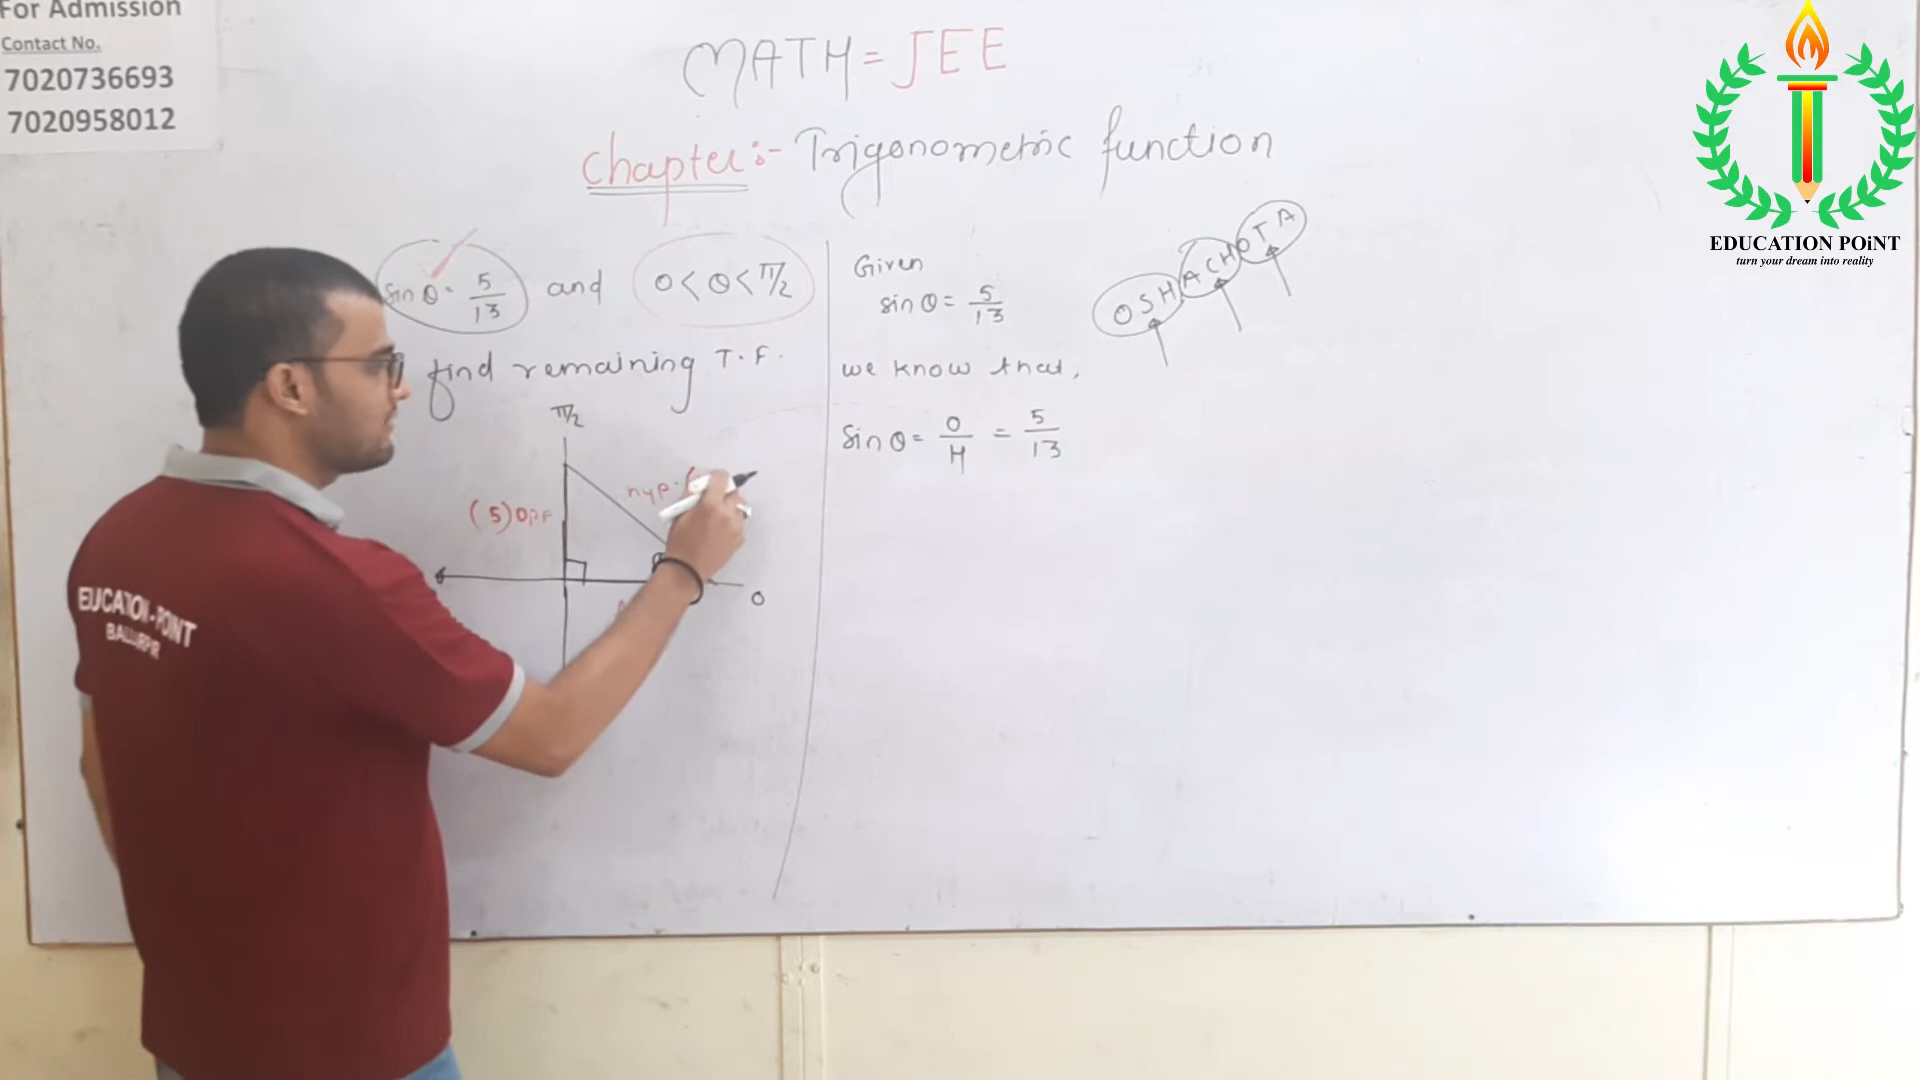 For Admission
Contact No.
7020736693
7020958012
MATH = JEE
Chapter:- Trigonometric function
EDUCATION POiNT
turn your dream into reality
sin θ = 5/13 and 0 < θ < π/2
find remaining T.F.
π/2
(5) Opp
hyp. (
0
Given
sin θ = 5/13
we know that,
sin θ = O/H = 5/13
OSHACHOTA
EUCATION-POINT